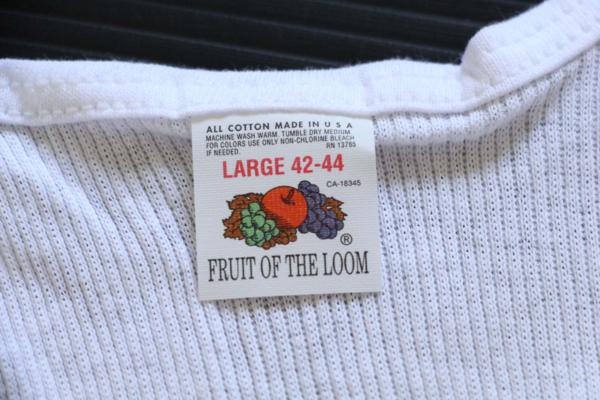 ALL COTTON MADE IN U S A
MACHINE WASH WARM. TUMBLE DRY MEDIUM.
FOR COLORS USE ONLY NON-CHLORINE BLEACH
IF NEEDED. RN 13765
LARGE 42-44
CA-18345
®
FRUIT OF THE LOOM